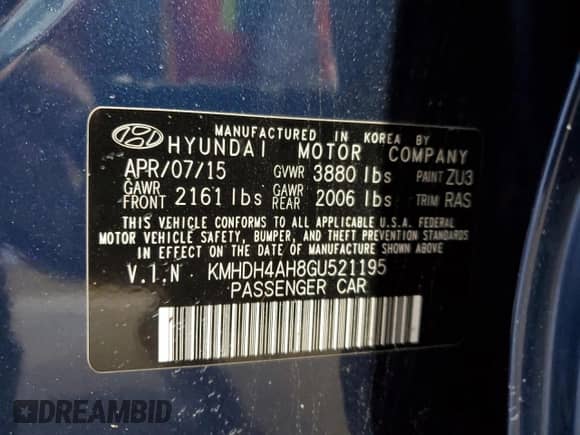 MANUFACTURED IN KOREA BY
HYUNDAI MOTOR COMPANY
APR/07/15 GVWR 3880 lbs PAINT ZU3
GAWR FRONT 2161 lbs GAWR REAR 2006 lbs TRIM RAS
THIS VEHICLE CONFORMS TO ALL APPLICABLE U.S.A. FEDERAL
MOTOR VEHICLE SAFETY, BUMPER, AND THEFT PREVENTION
STANDARDS IN EFFECT ON THE DATE OF MANUFACTURE SHOWN ABOVE.
V.I.N KMHDH4AH8GU521195
PASSENGER CAR
DREAMBID